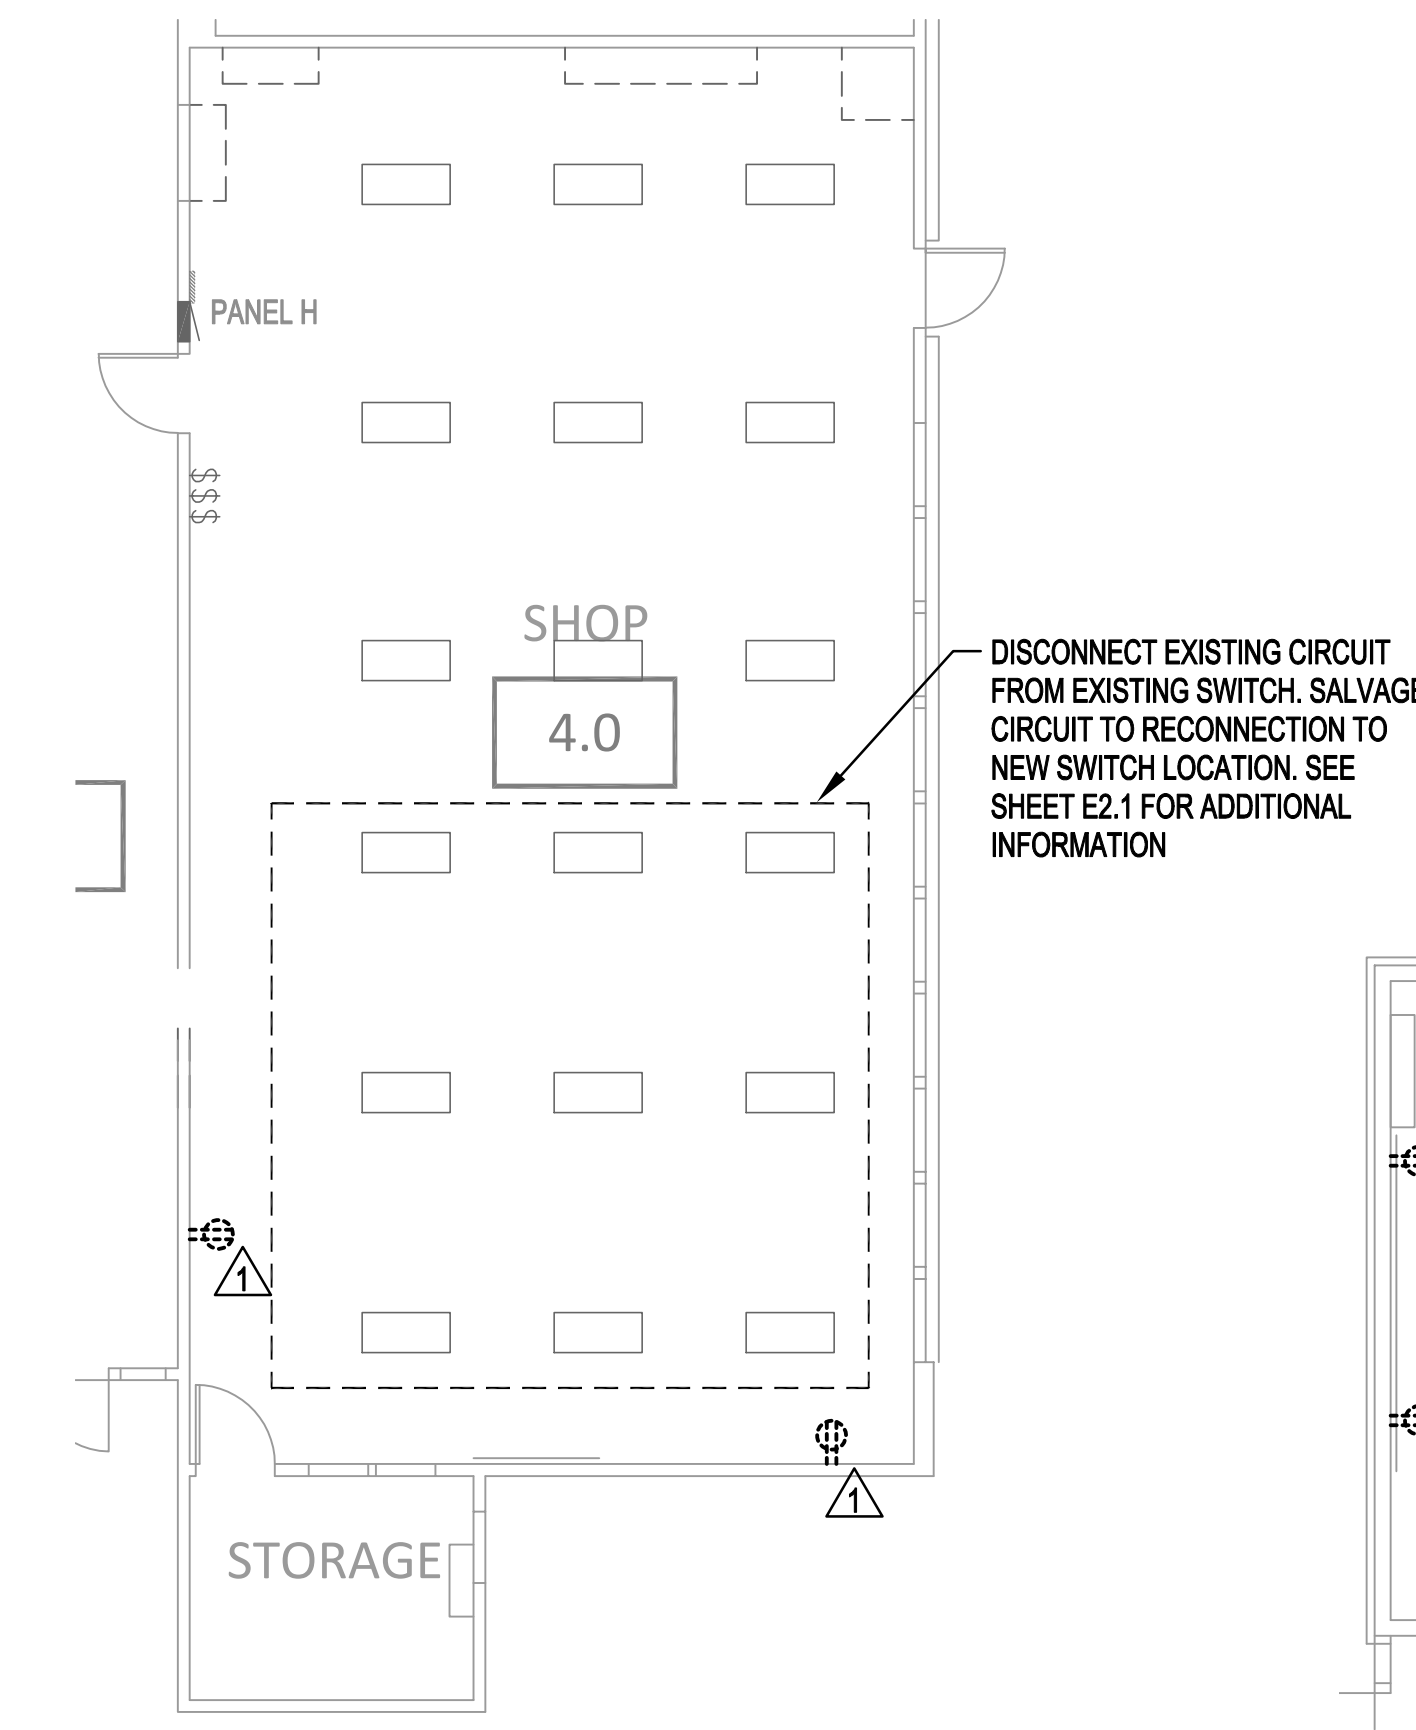 PANEL H
$$$
SHOP
4.0
DISCONNECT EXISTING CIRCUIT
FROM EXISTING SWITCH. SALVAGE
CIRCUIT TO RECONNECTION TO
NEW SWITCH LOCATION. SEE
SHEET E2.1 FOR ADDITIONAL
INFORMATION
1
1
STORAGE